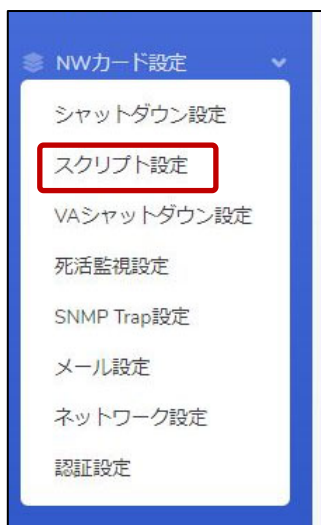 NWカード設定
シャットダウン設定
スクリプト設定
VAシャットダウン設定
死活監視設定
SNMP Trap設定
メール設定
ネットワーク設定
認証設定